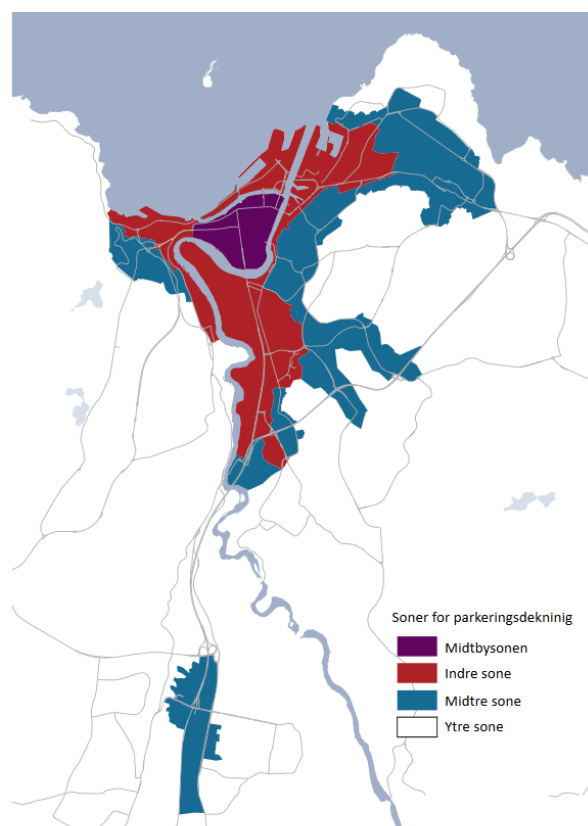 Soner for parkeringsdekninig
Midtbysonen
Indre sone
Midtre sone
Ytre sone